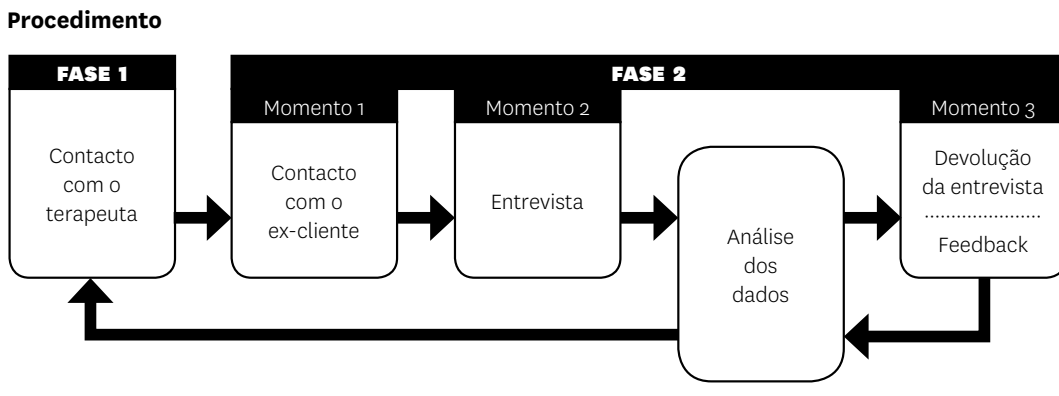 Procedimento
FASE 1
Contacto
com o
terapeuta
FASE 2
Momento 1
Contacto
com o
ex-cliente
Momento 2
Entrevista
Análise
dos
dados
Momento 3
Devolução
da entrevista
Feedback